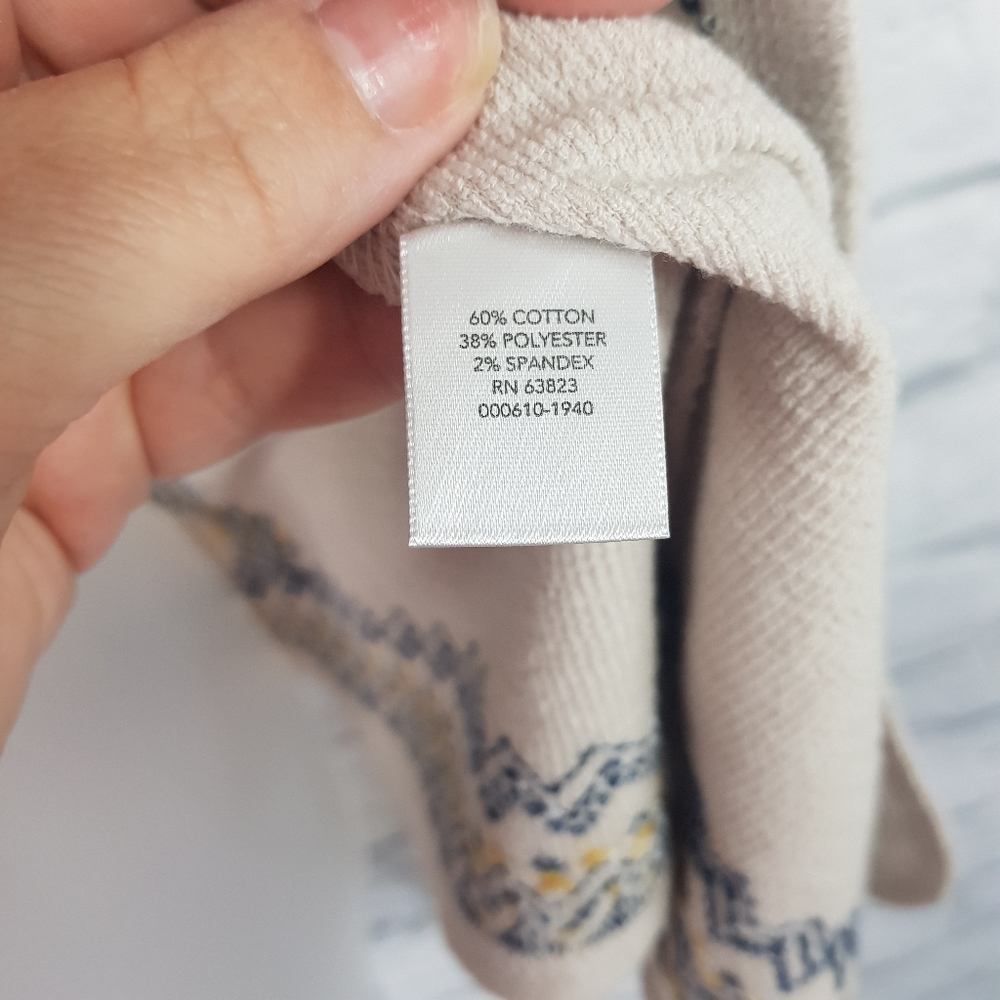 60% COTTON
38% POLYESTER
2% SPANDEX
RN 63823
000610-1940